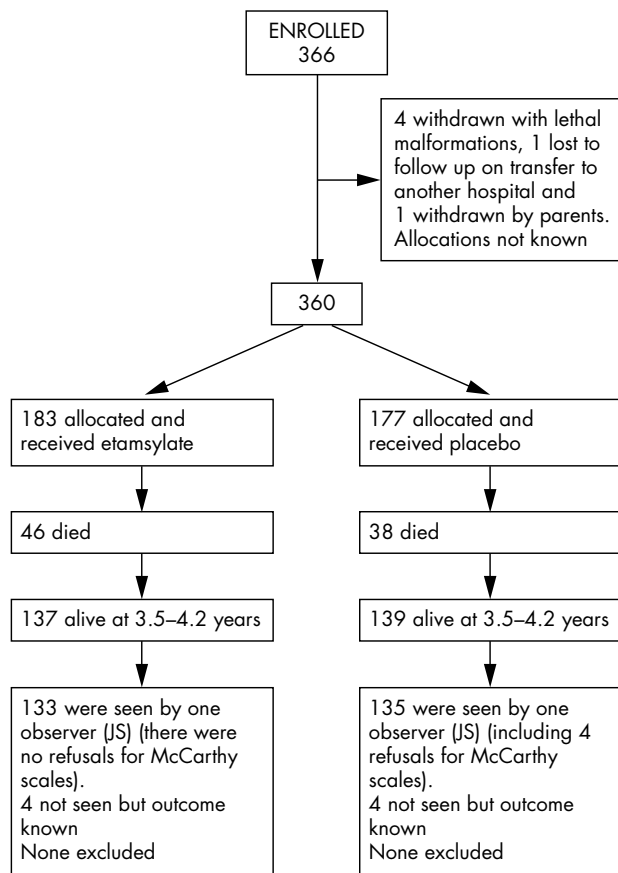 ENROLLED
366
4 withdrawn with lethal
malformations, 1 lost to
follow up on transfer to
another hospital and
1 withdrawn by parents.
Allocations not known
360
183 allocated and
received etamsylate
177 allocated and
received placebo
46 died
38 died
137 alive at 3.5–4.2 years
139 alive at 3.5–4.2 years
133 were seen by one
observer (JS) (there were
no refusals for McCarthy
scales).
4 not seen but outcome
known
None excluded
135 were seen by one
observer (JS) (including 4
refusals for McCarthy
scales).
4 not seen but outcome
known
None excluded